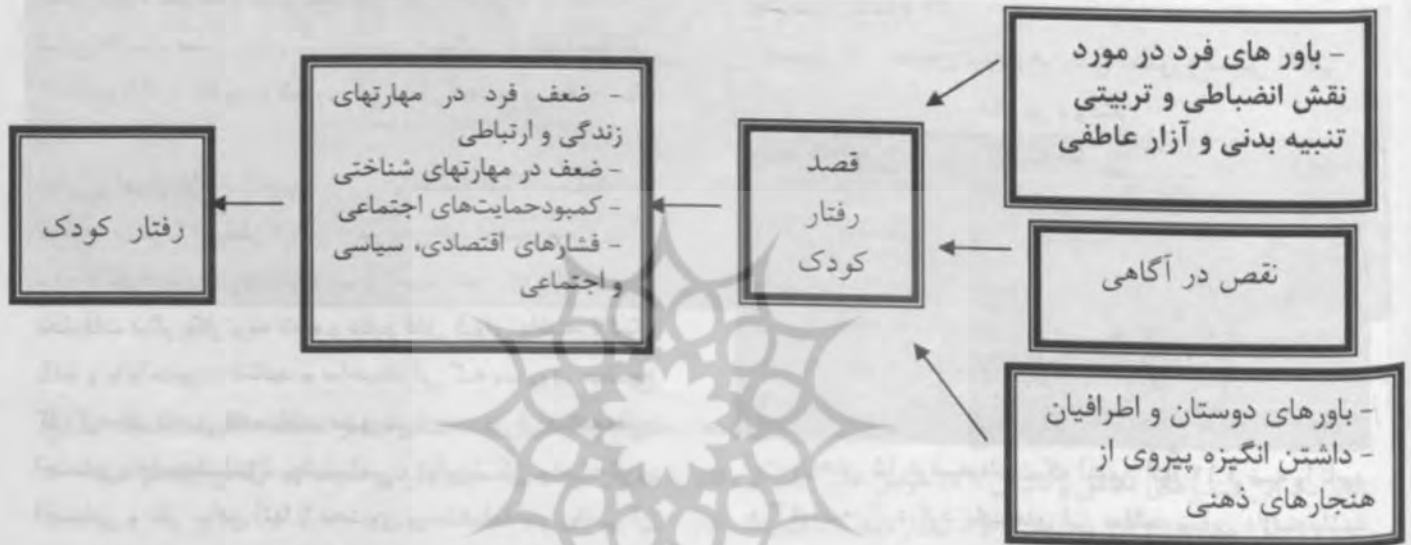 - باور های فرد در مورد
نقش انضباطی و تربیتی
تنبیه بدنی و آزار عاطفی
نقص در آگاهی
- باورهای دوستان و اطرافیان
- داشتن انگیزه پیروی از
هنجارهای ذهنی
قصد
رفتار
کودک
- ضعف فرد در مهارتهای
زندگی و ارتباطی
- ضعف در مهارتهای شناختی
- کمبودحمایت‌های اجتماعی
- فشارهای اقتصادی، سیاسی
و اجتماعی
رفتار کودک